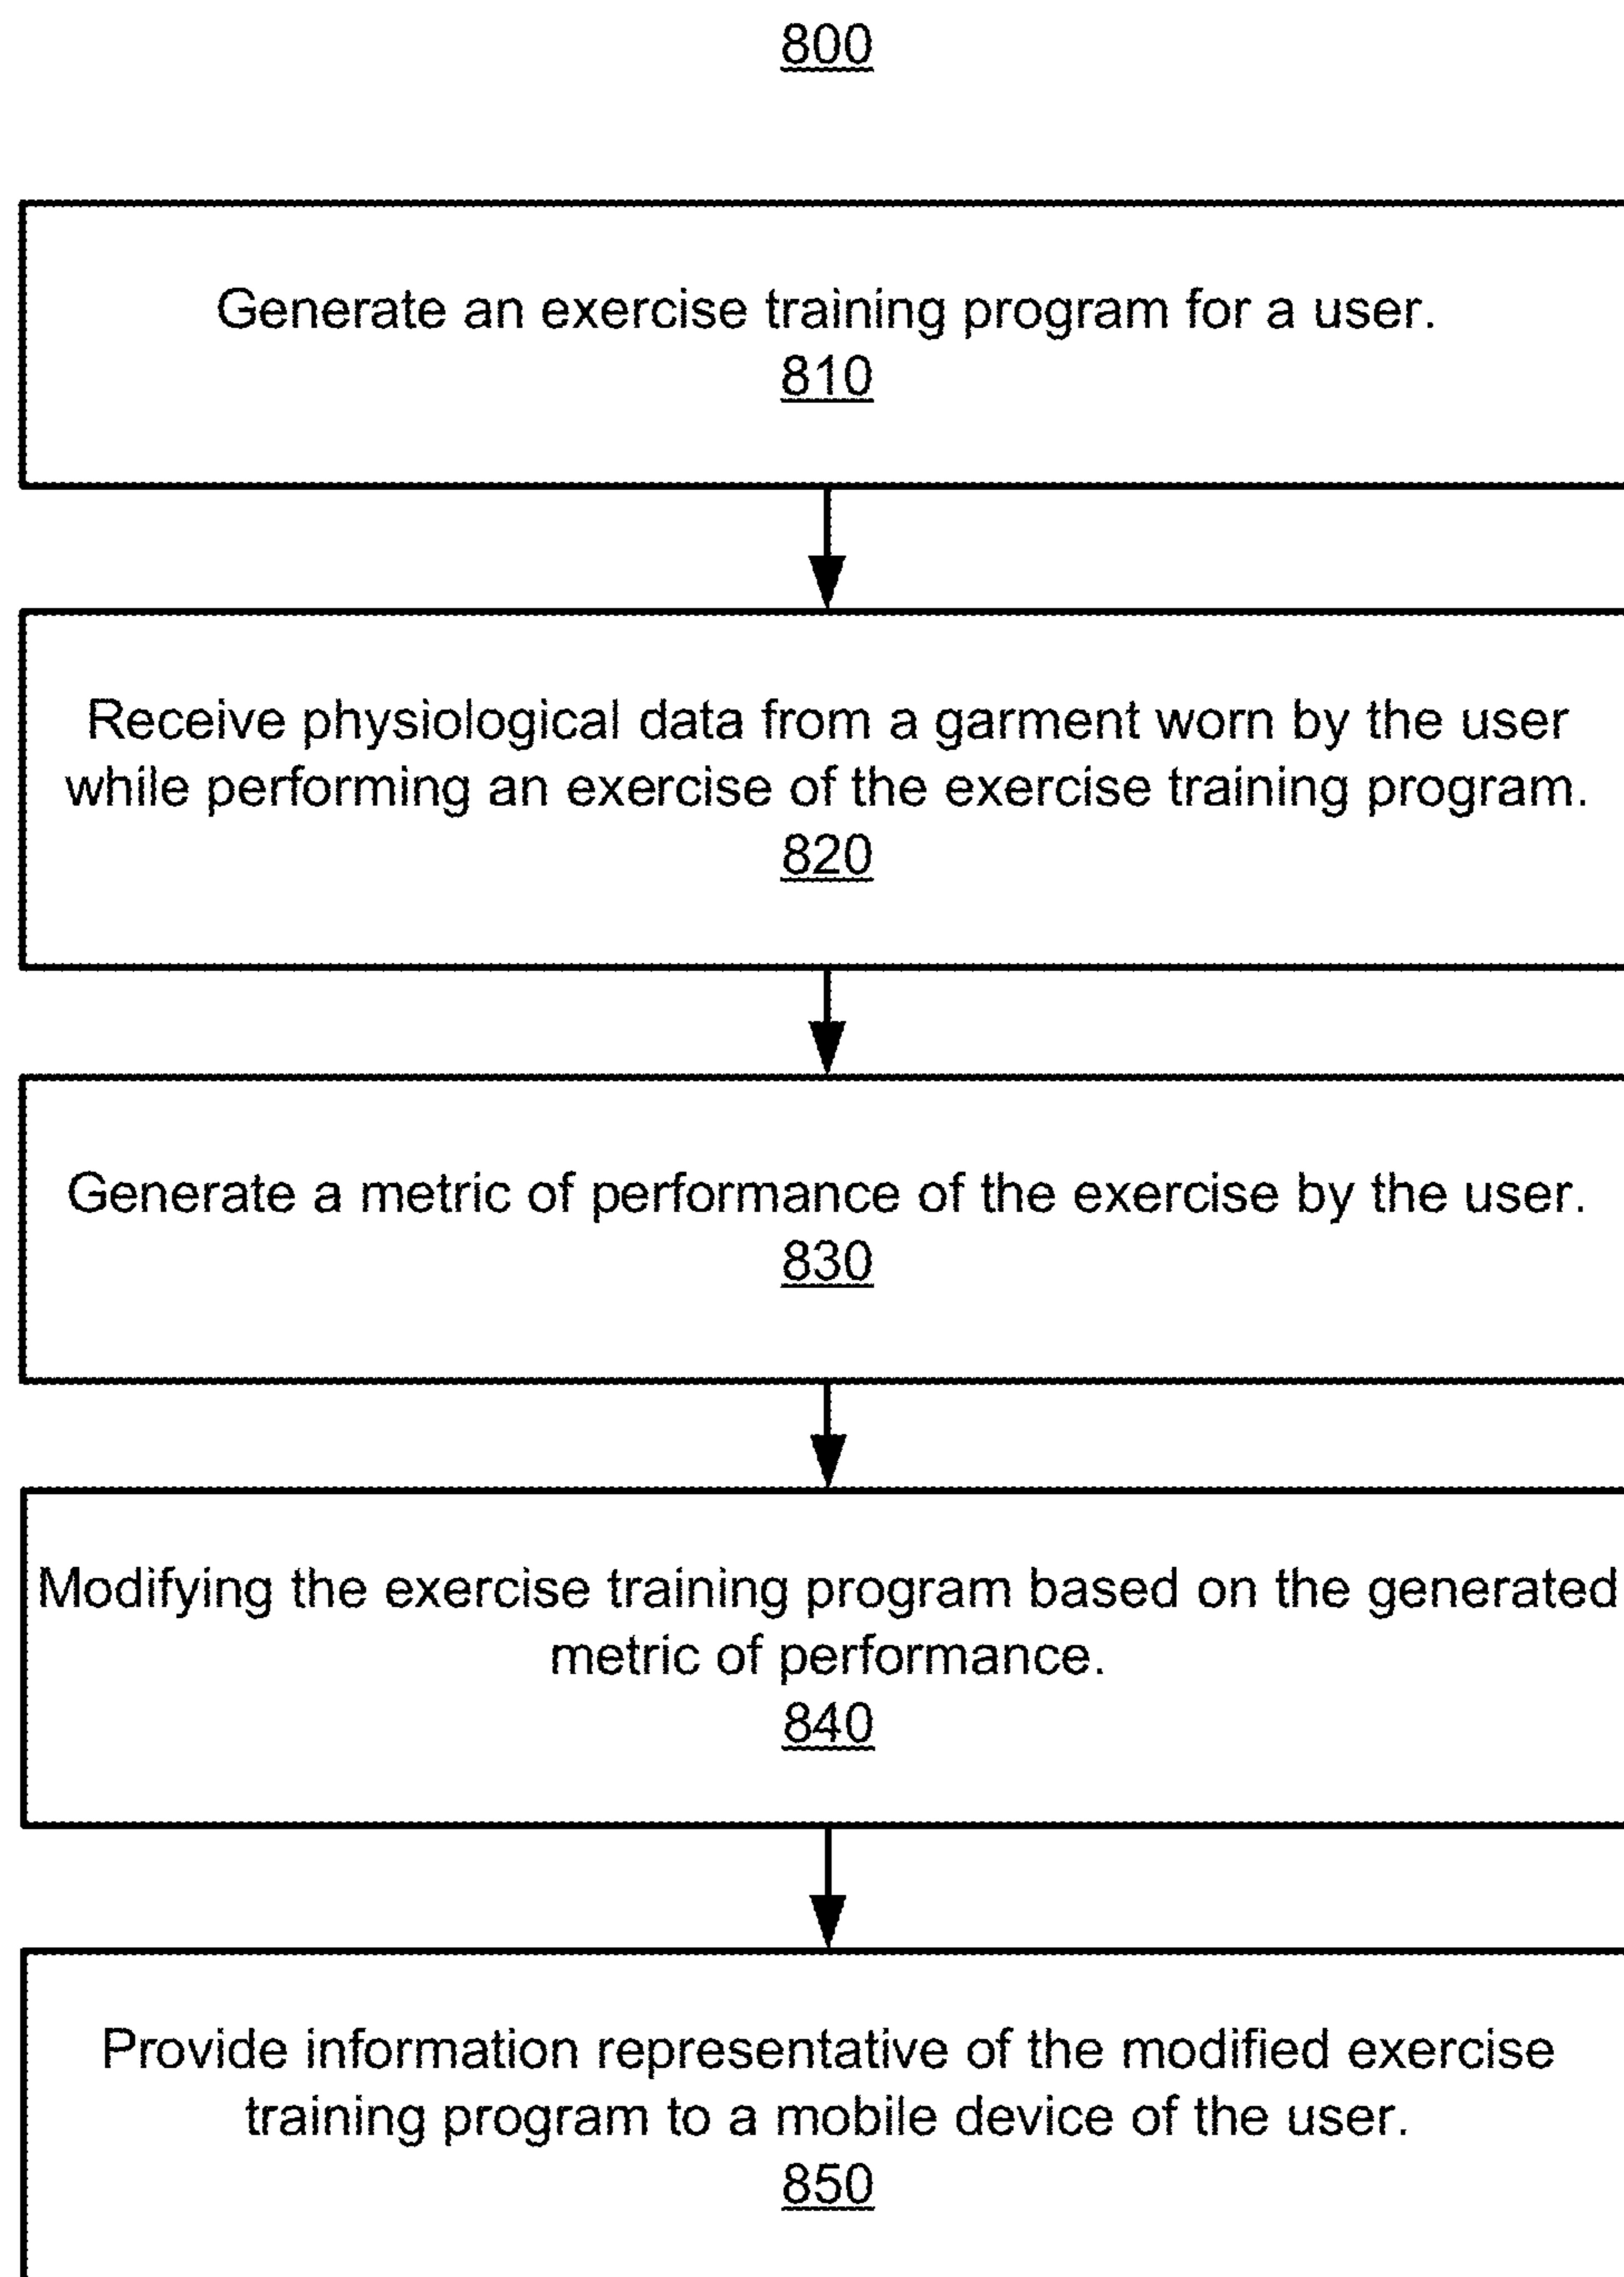 800
Generate an exercise training program for a user.
810
Receive physiological data from a garment worn by the user
while performing an exercise of the exercise training program.
820
Generate a metric of performance of the exercise by the user.
830
Modifying the exercise training program based on the generated
metric of performance.
840
Provide information representative of the modified exercise
training program to a mobile device of the user.
850